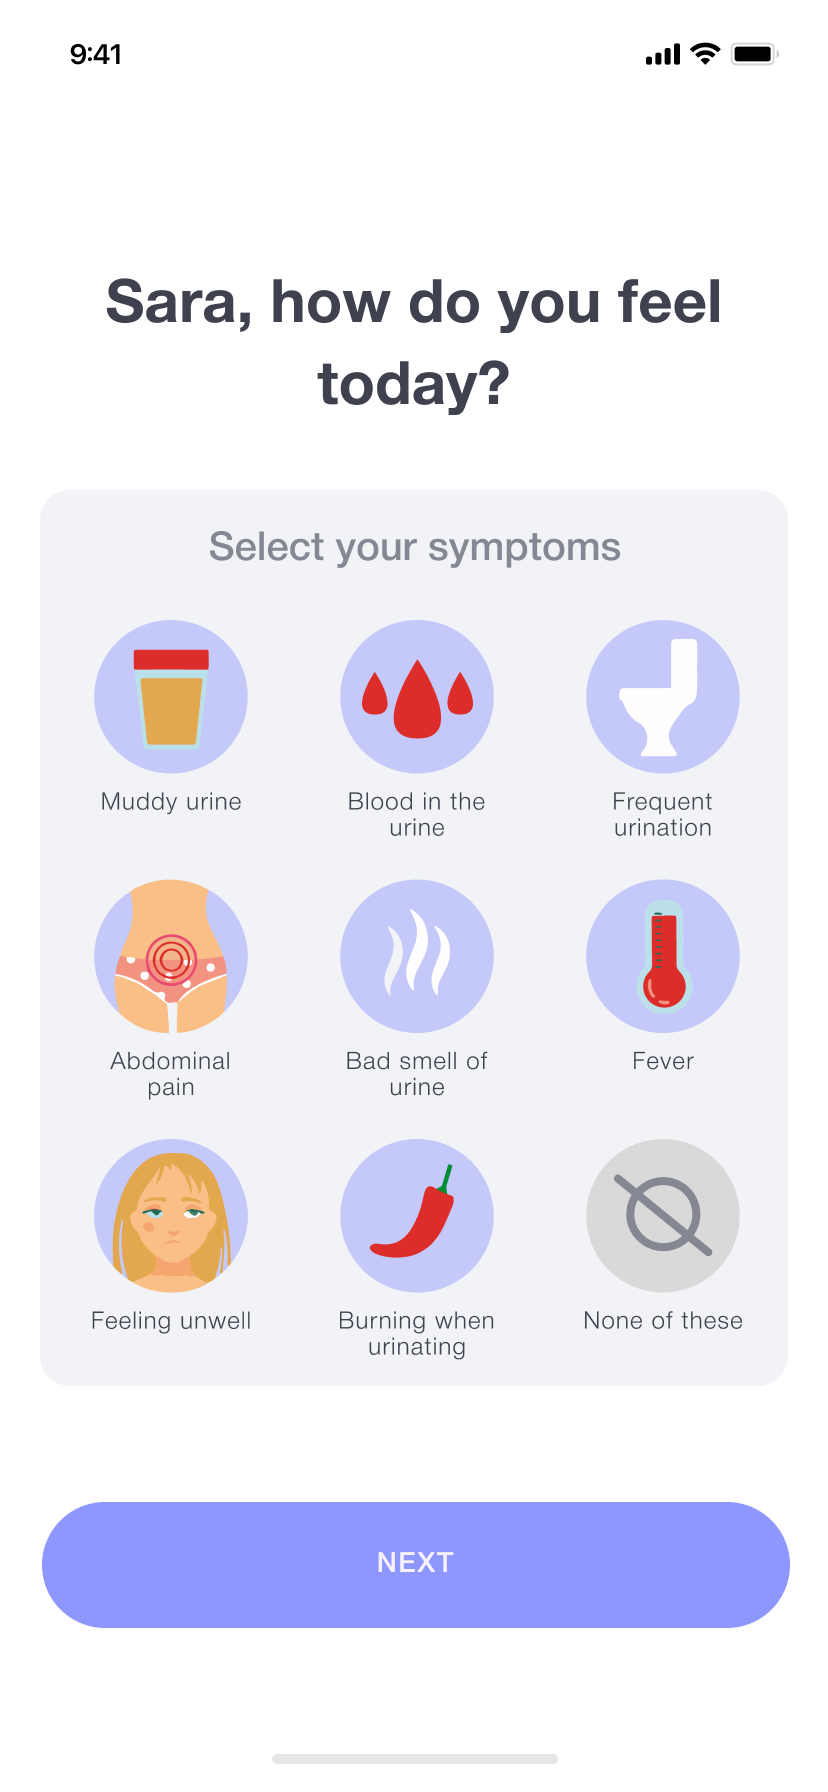 9:41
Sara, how do you feel
today?
Select your symptoms
Muddy urine
Blood in the
urine
Frequent
urination
Abdominal
pain
Bad smell of
urine
Fever
Feeling unwell
Burning when
urinating
None of these
NEXT